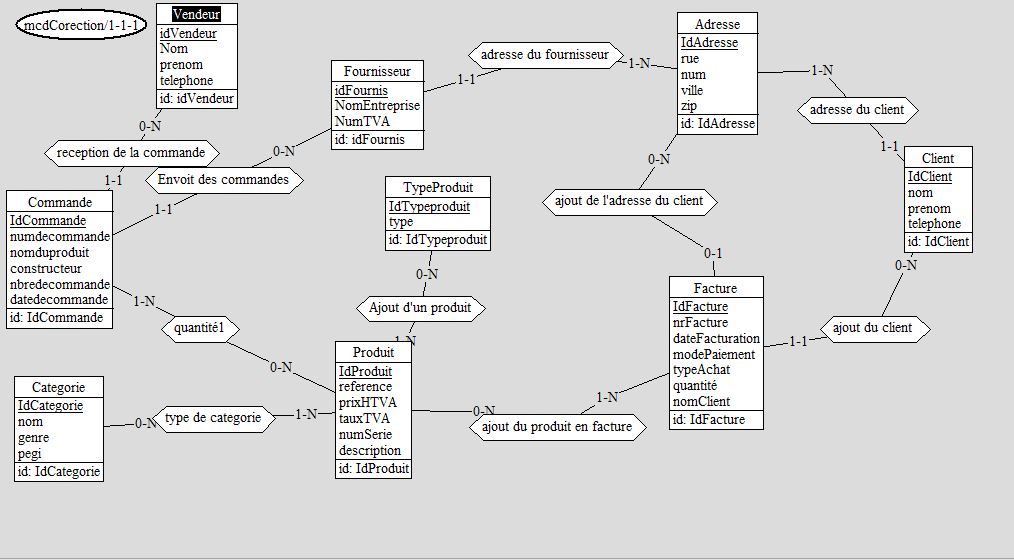 mcdCorection/1-1-1
Vendeur
idVendeur
Nom
prenom
telephone
id: idVendeur
0-N
reception de la commande
1-1
Fournisseur
idFournis
NomEntreprise
NumTVA
id: idFournis
1-1
adresse du fournisseur
1-N
0-N
Envoit des commandes
1-1
Adresse
IdAdresse
rue
num
ville
zip
id: IdAdresse
1-N
adresse du client
1-1
0-N
ajout de l'adresse du client
0-1
Client
IdClient
nom
prenom
telephone
id: IdClient
0-N
ajout du client
1-1
Commande
IdCommande
numdecommande
nomduproduit
constructeur
nbredecommande
datedecommande
id: IdCommande
1-N
quantité1
0-N
TypeProduit
IdTypeproduit
type
id: IdTypeproduit
0-N
Ajout d'un produit
1-N
Facture
IdFacture
nrFacture
dateFacturation
modePaiement
typeAchat
quantité
nomClient
id: IdFacture
1-N
ajout du produit en facture
0-N
Produit
IdProduit
reference
prixHTVA
tauxTVA
numSerie
description
id: IdProduit
1-N
type de categorie
0-N
Categorie
IdCategorie
nom
genre
pegi
id: IdCategorie